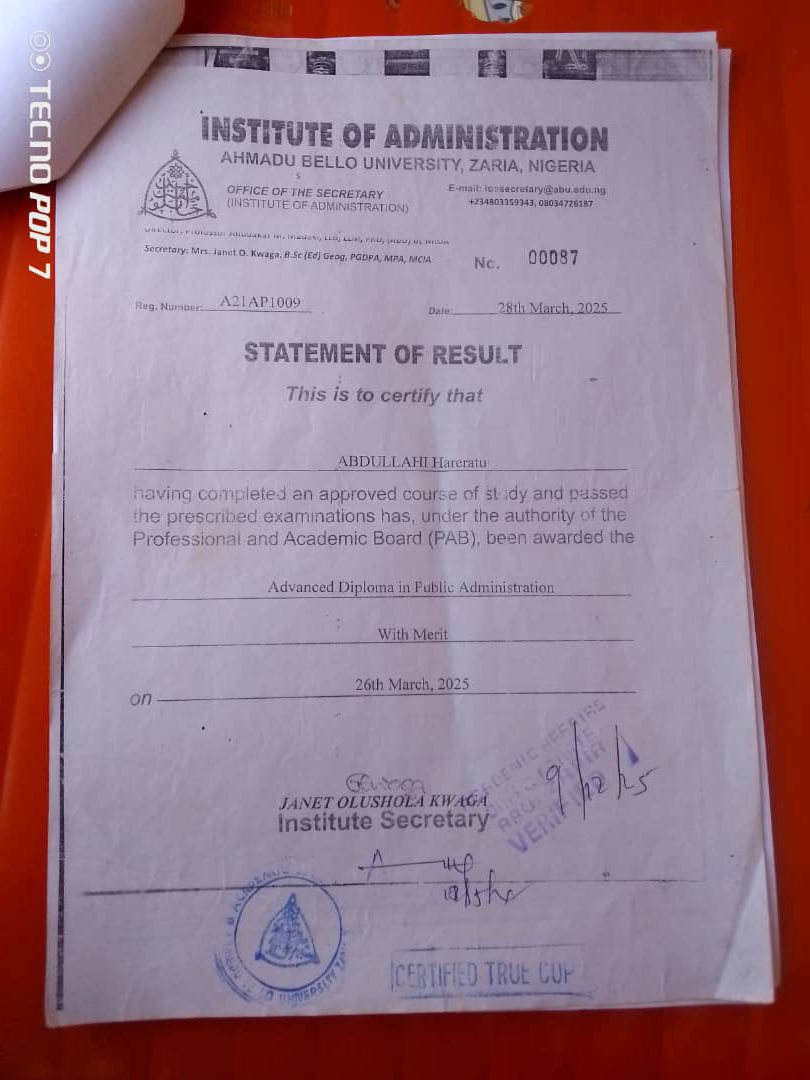 INSTITUTE OF ADMINISTRATION
AHMADU BELLO UNIVERSITY, ZARIA, NIGERIA
OFFICE OF THE SECRETARY
(INSTITUTE OF ADMINISTRATION)
E-mail: ioasecretary@abu.edu.ng
+234803359343, 08034726187
Secretary: Mrs. Janet O. Kwaga, B.Sc (Ed) Geog, PGDPA, MPA, MCIA
No. 00087
Reg. Number: A21AP1009
Date: 28th March, 2025
STATEMENT OF RESULT
This is to certify that
ABDULLAHI Hareratu
having completed an approved course of study and passed
the prescribed examinations has, under the authority of the
Professional and Academic Board (PAB), been awarded the
Advanced Diploma in Public Administration
With Merit
on 26th March, 2025
9/12/25
JANET OLUSHOLA KWAGA
Institute Secretary
CERTIFIED TRUE
TECNO POP 7